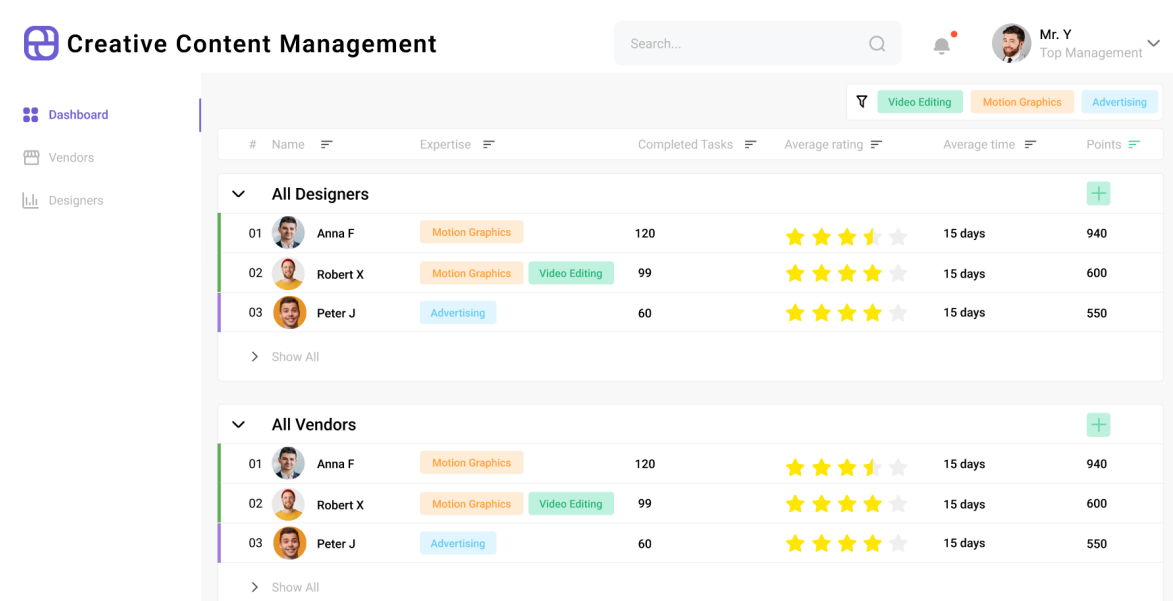 Creative Content Management
Search...
Mr. Y
Top Management
Dashboard
Vendors
Designers
Video Editing Motion Graphics Advertising
# Name Expertise Completed Tasks Average rating Average time Points
All Designers
01 Anna F Motion Graphics 120 15 days 940
02 Robert X Motion Graphics Video Editing 99 15 days 600
03 Peter J Advertising 60 15 days 550
Show All
All Vendors
01 Anna F Motion Graphics 120 15 days 940
02 Robert X Motion Graphics Video Editing 99 15 days 600
03 Peter J Advertising 60 15 days 550
Show All